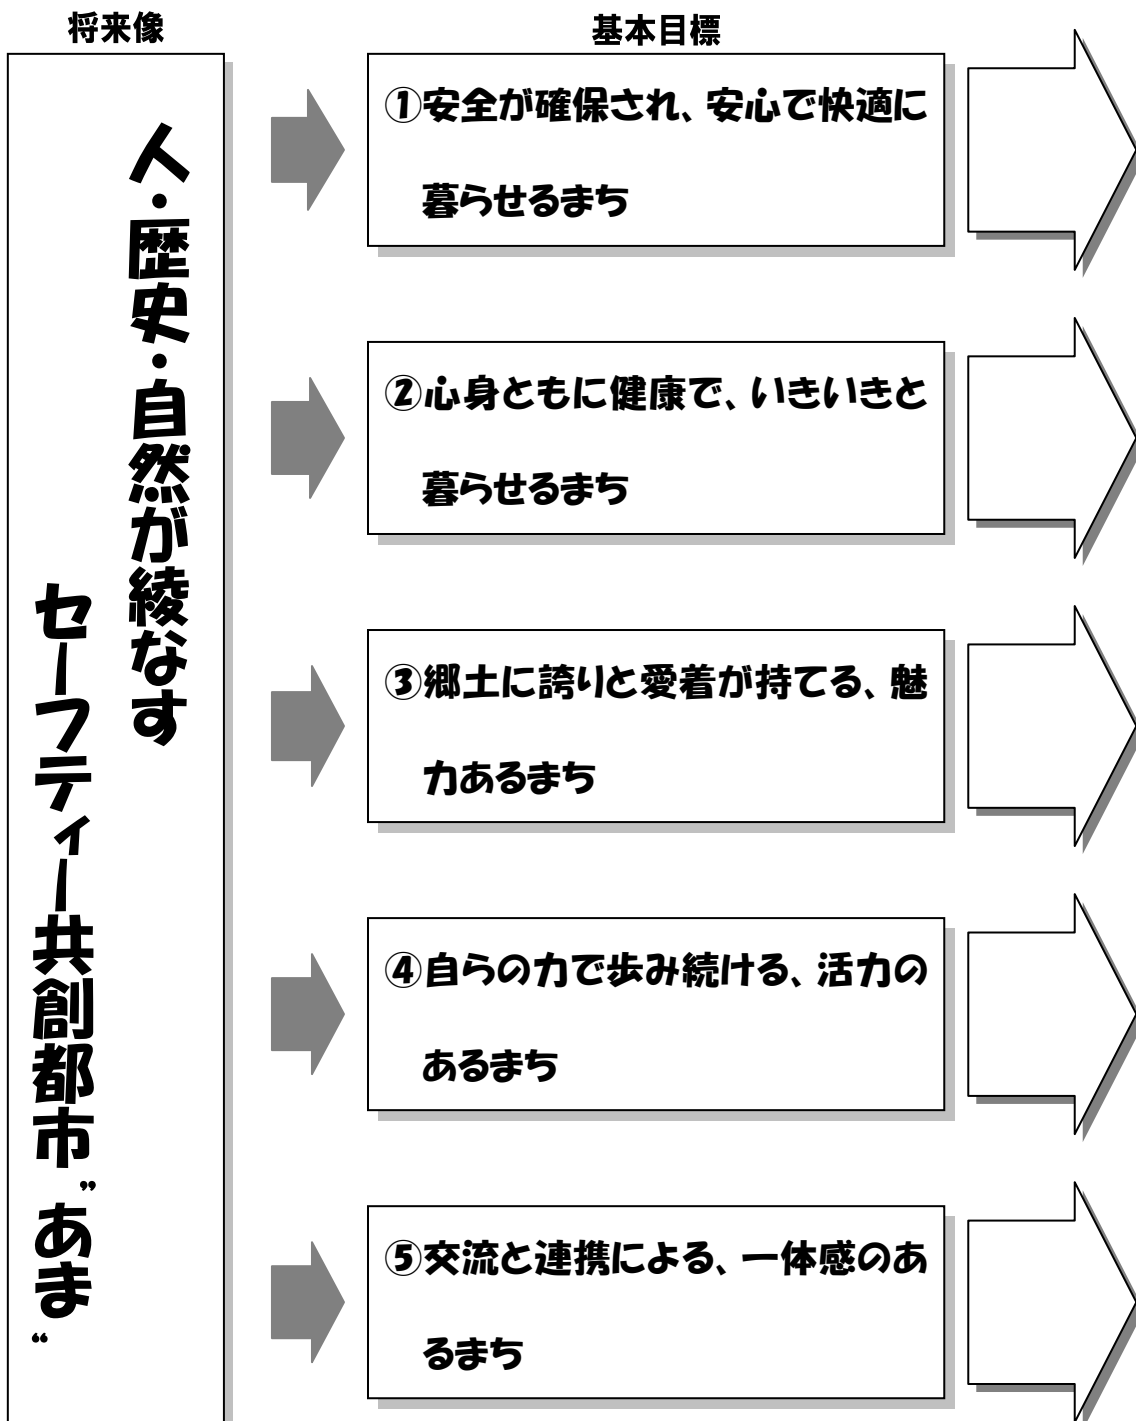 将来像
人・歴史・自然が綾なす
セーフティー共創都市”あま“
基本目標
①安全が確保され、安心で快適に
暮らせるまち
②心身ともに健康で、いきいきと
暮らせるまち
③郷土に誇りと愛着が持てる、魅
力あるまち
④自らの力で歩み続ける、活力の
あるまち
⑤交流と連携による、一体感のあ
るまち